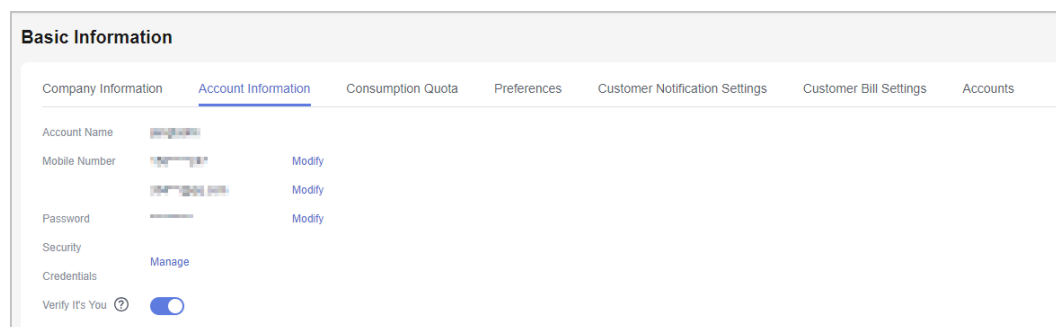 Basic Information
Company Information Account Information Consumption Quota Preferences Customer Notification Settings Customer Bill Settings Accounts
Account Name
Mobile Number Modify
Modify
Password Modify
Security
Manage
Credentials
Verify It's You ?